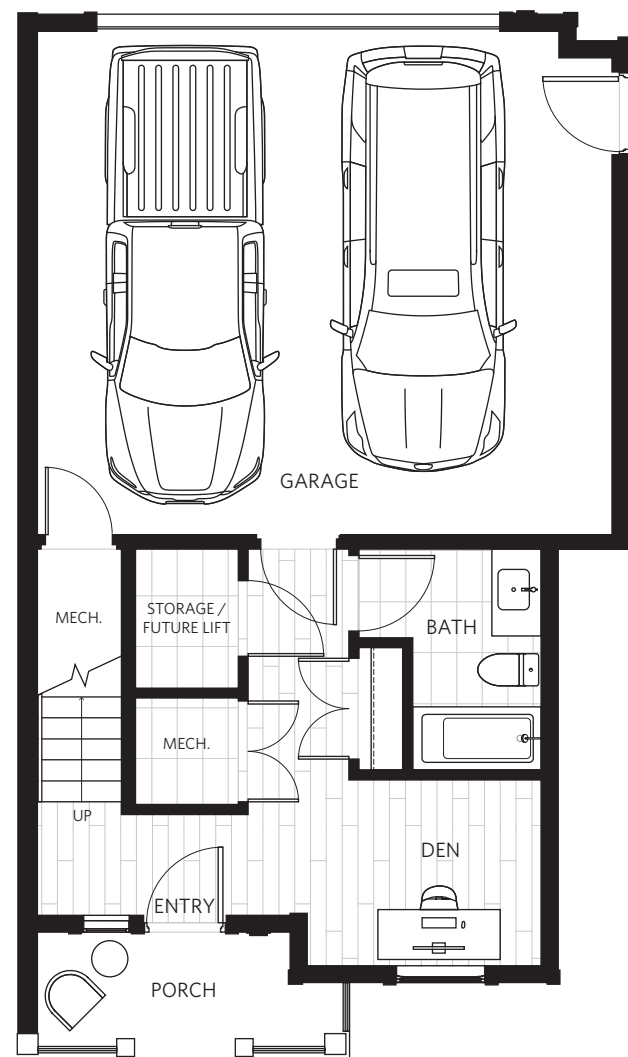 GARAGE
MECH.
STORAGE /
FUTURE LIFT
BATH
MECH.
UP
DEN
ENTRY
PORCH